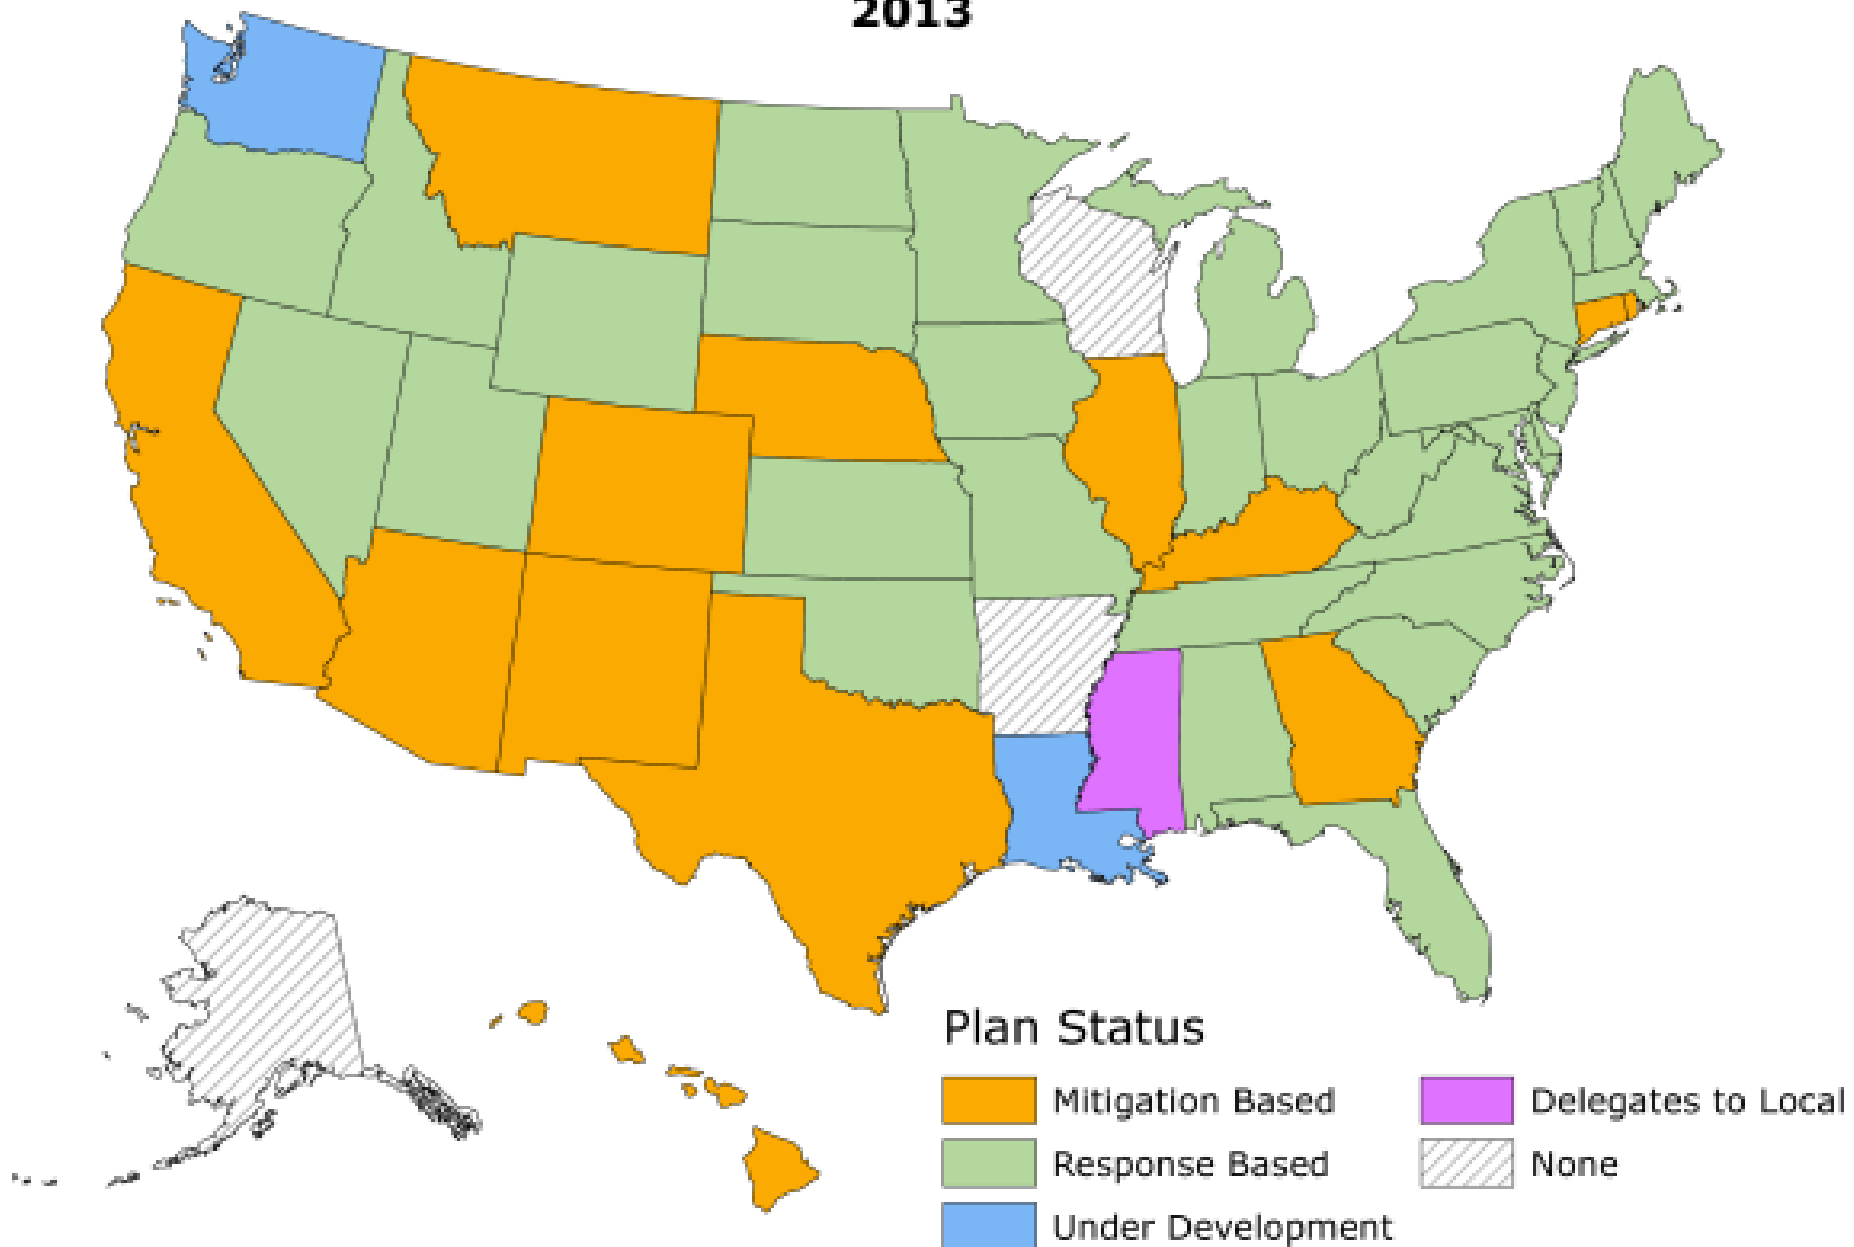 2013
Plan Status
Mitigation Based
Response Based
Under Development
Delegates to Local
None